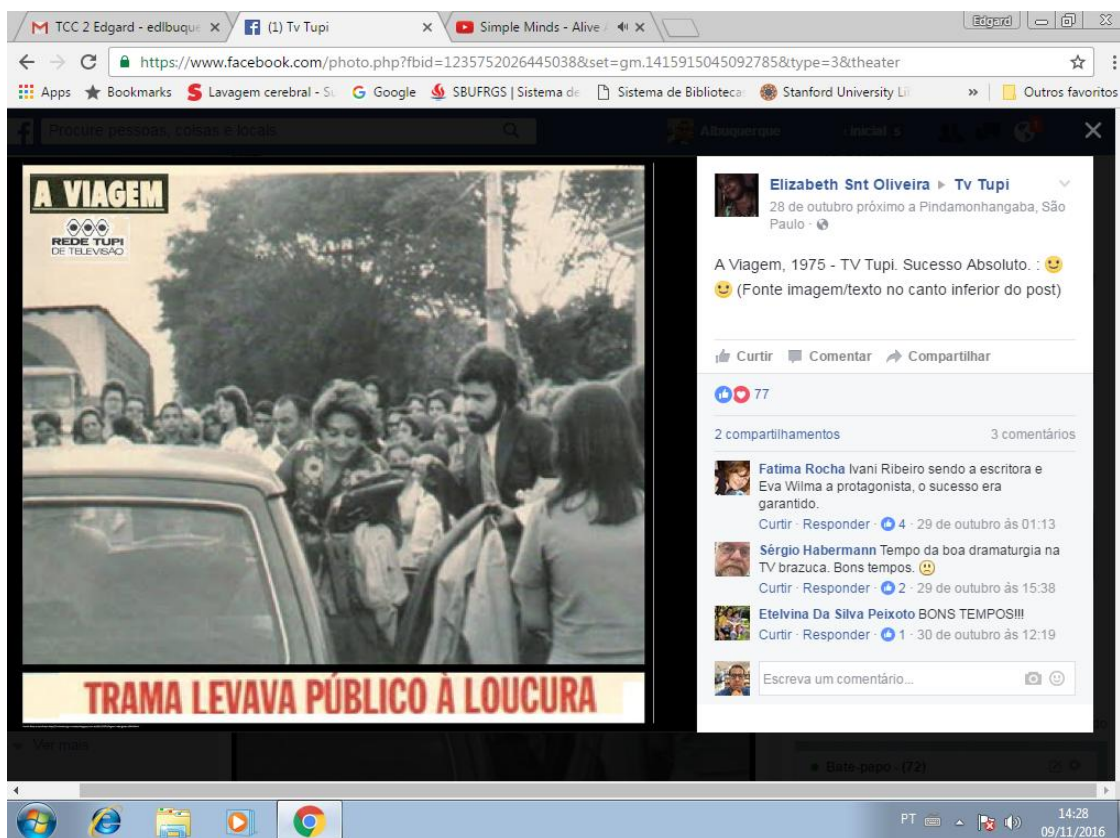 TCC 2 Edgard - edlbuque
(1) Tv Tupi
Simple Minds - Alive
Edgard
https://www.facebook.com/photo.php?fbid=1235752026445038&set=gm.1415915045092785&type=3&theater
Apps
Bookmarks
Lavagem cerebral - Su
Google
SBUFRGS | Sistema de
Sistema de Biblioteca
Stanford University Li
»
Outros favoritos
Procure pessoas, coisas e locais
Albuquerque
A VIAGEM
REDE TUPI
DE TELEVISÃO
TRAMA LEVAVA PÚBLICO À LOUCURA
Elizabeth Snt Oliveira ▸ Tv Tupi
28 de outubro próximo a Pindamonhangaba, São
Paulo ·
A Viagem, 1975 - TV Tupi. Sucesso Absoluto. :
(Fonte imagem/texto no canto inferior do post)
Curtir Comentar Compartilhar
77
2 compartilhamentos 3 comentários
Fatima Rocha Ivani Ribeiro sendo a escritora e
Eva Wilma a protagonista, o sucesso era
garantido.
Curtir · Responder · 4 · 29 de outubro às 01:13
Sérgio Habermann Tempo da boa dramaturgia na
TV brazuca. Bons tempos.
Curtir · Responder · 2 · 29 de outubro às 15:38
Etelvina Da Silva Peixoto BONS TEMPOS!!!
Curtir · Responder · 1 · 30 de outubro às 12:19
Escreva um comentário...
Ver mais
Bate-papo (72)
PT
14:28
09/11/2016